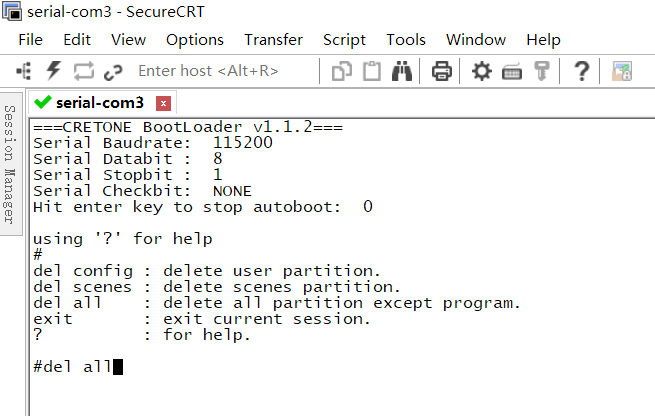 serial-com3 - SecureCRT
File Edit View Options Transfer Script Tools Window Help
Enter host <Alt+R>
Session Manager
serial-com3
===CRETONE BootLoader v1.1.2===
Serial Baudrate:  115200
Serial Databit :  8
Serial Stopbit :  1
Serial Checkbit:  NONE
Hit enter key to stop autoboot:  0
using '?' for help
#
del config : delete user partition.
del scenes : delete scenes partition.
del all    : delete all partition except program.
exit       : exit current session.
?          : for help.
#del all